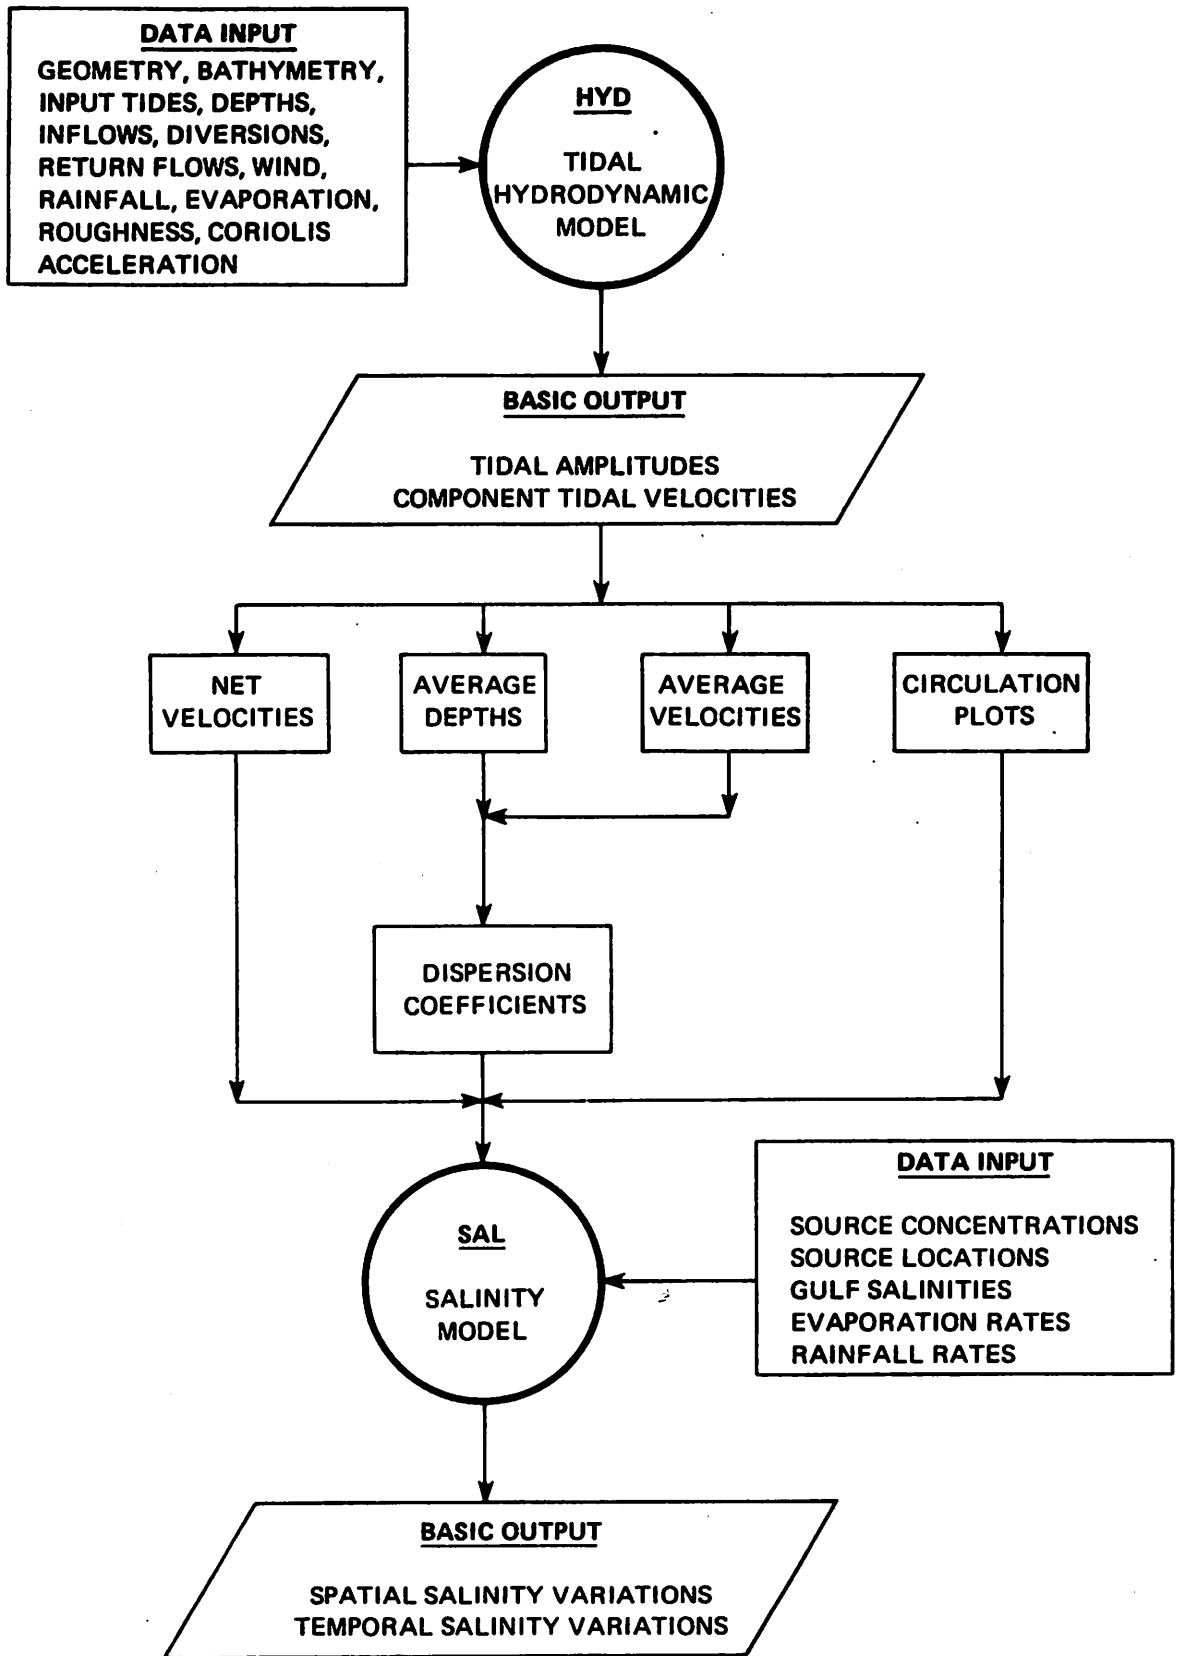 DATA INPUT
GEOMETRY, BATHYMETRY,
INPUT TIDES, DEPTHS,
INFLOWS, DIVERSIONS,
RETURN FLOWS, WIND,
RAINFALL, EVAPORATION,
ROUGHNESS, CORIOLIS
ACCELERATION
HYD
TIDAL
HYDRODYNAMIC
MODEL
BASIC OUTPUT
TIDAL AMPLITUDES
COMPONENT TIDAL VELOCITIES
NET
VELOCITIES
AVERAGE
DEPTHS
AVERAGE
VELOCITIES
CIRCULATION
PLOTS
DISPERSION
COEFFICIENTS
SAL
SALINITY
MODEL
DATA INPUT
SOURCE CONCENTRATIONS
SOURCE LOCATIONS
GULF SALINITIES
EVAPORATION RATES
RAINFALL RATES
BASIC OUTPUT
SPATIAL SALINITY VARIATIONS
TEMPORAL SALINITY VARIATIONS